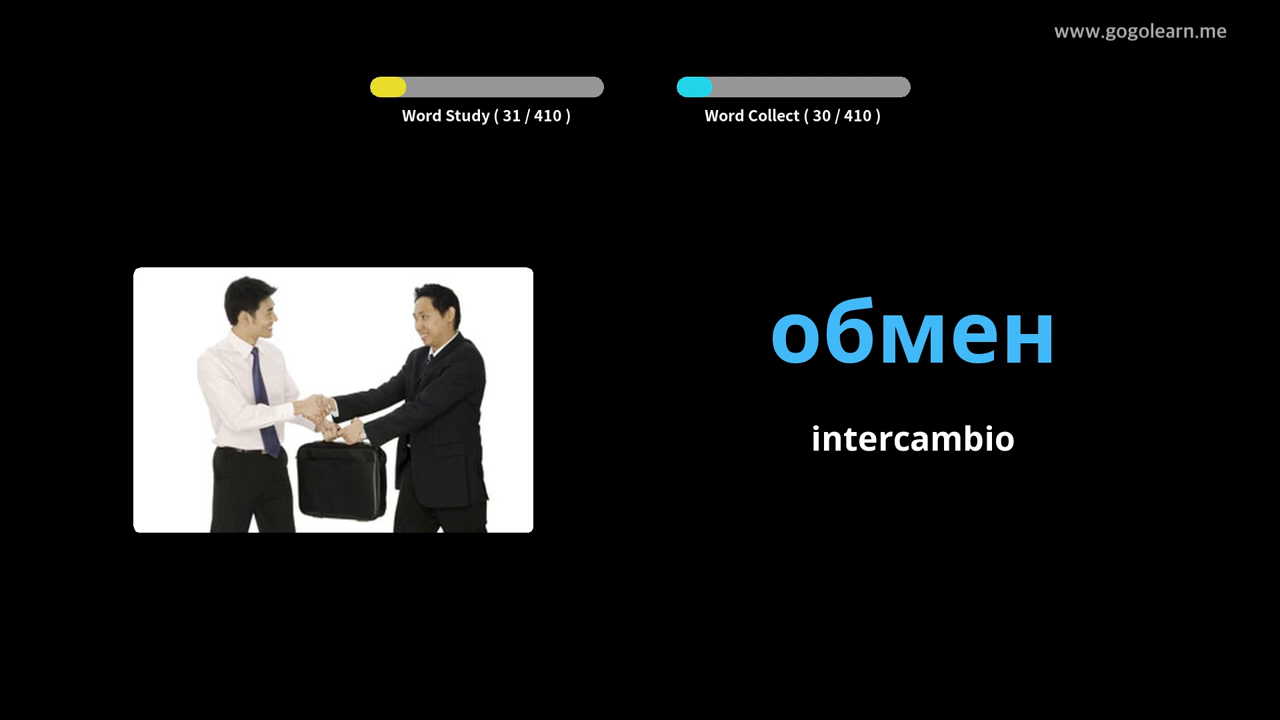 www.gogolearn.me
Word Study ( 31 / 410 )
Word Collect ( 30 / 410 )
обмен
intercambio